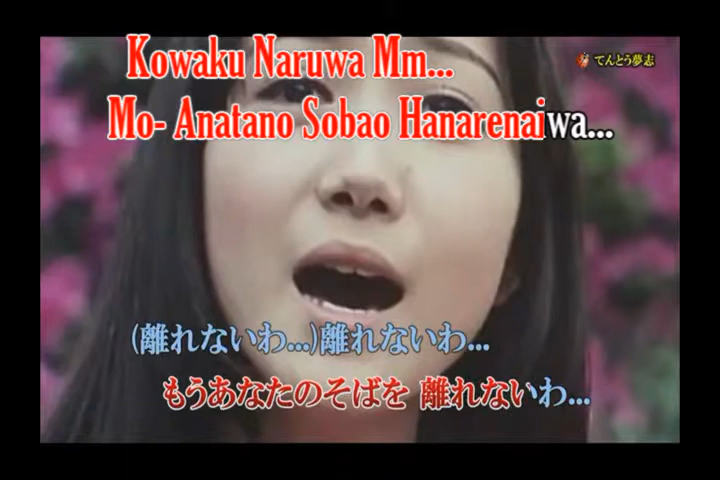 Kowaku Naruwa Mm...
てんとう夢志
Mo- Anatano Sobao Hanarenaiwa...
(離れないわ...)離れないわ...
もうあなたのそばを 離れないわ...